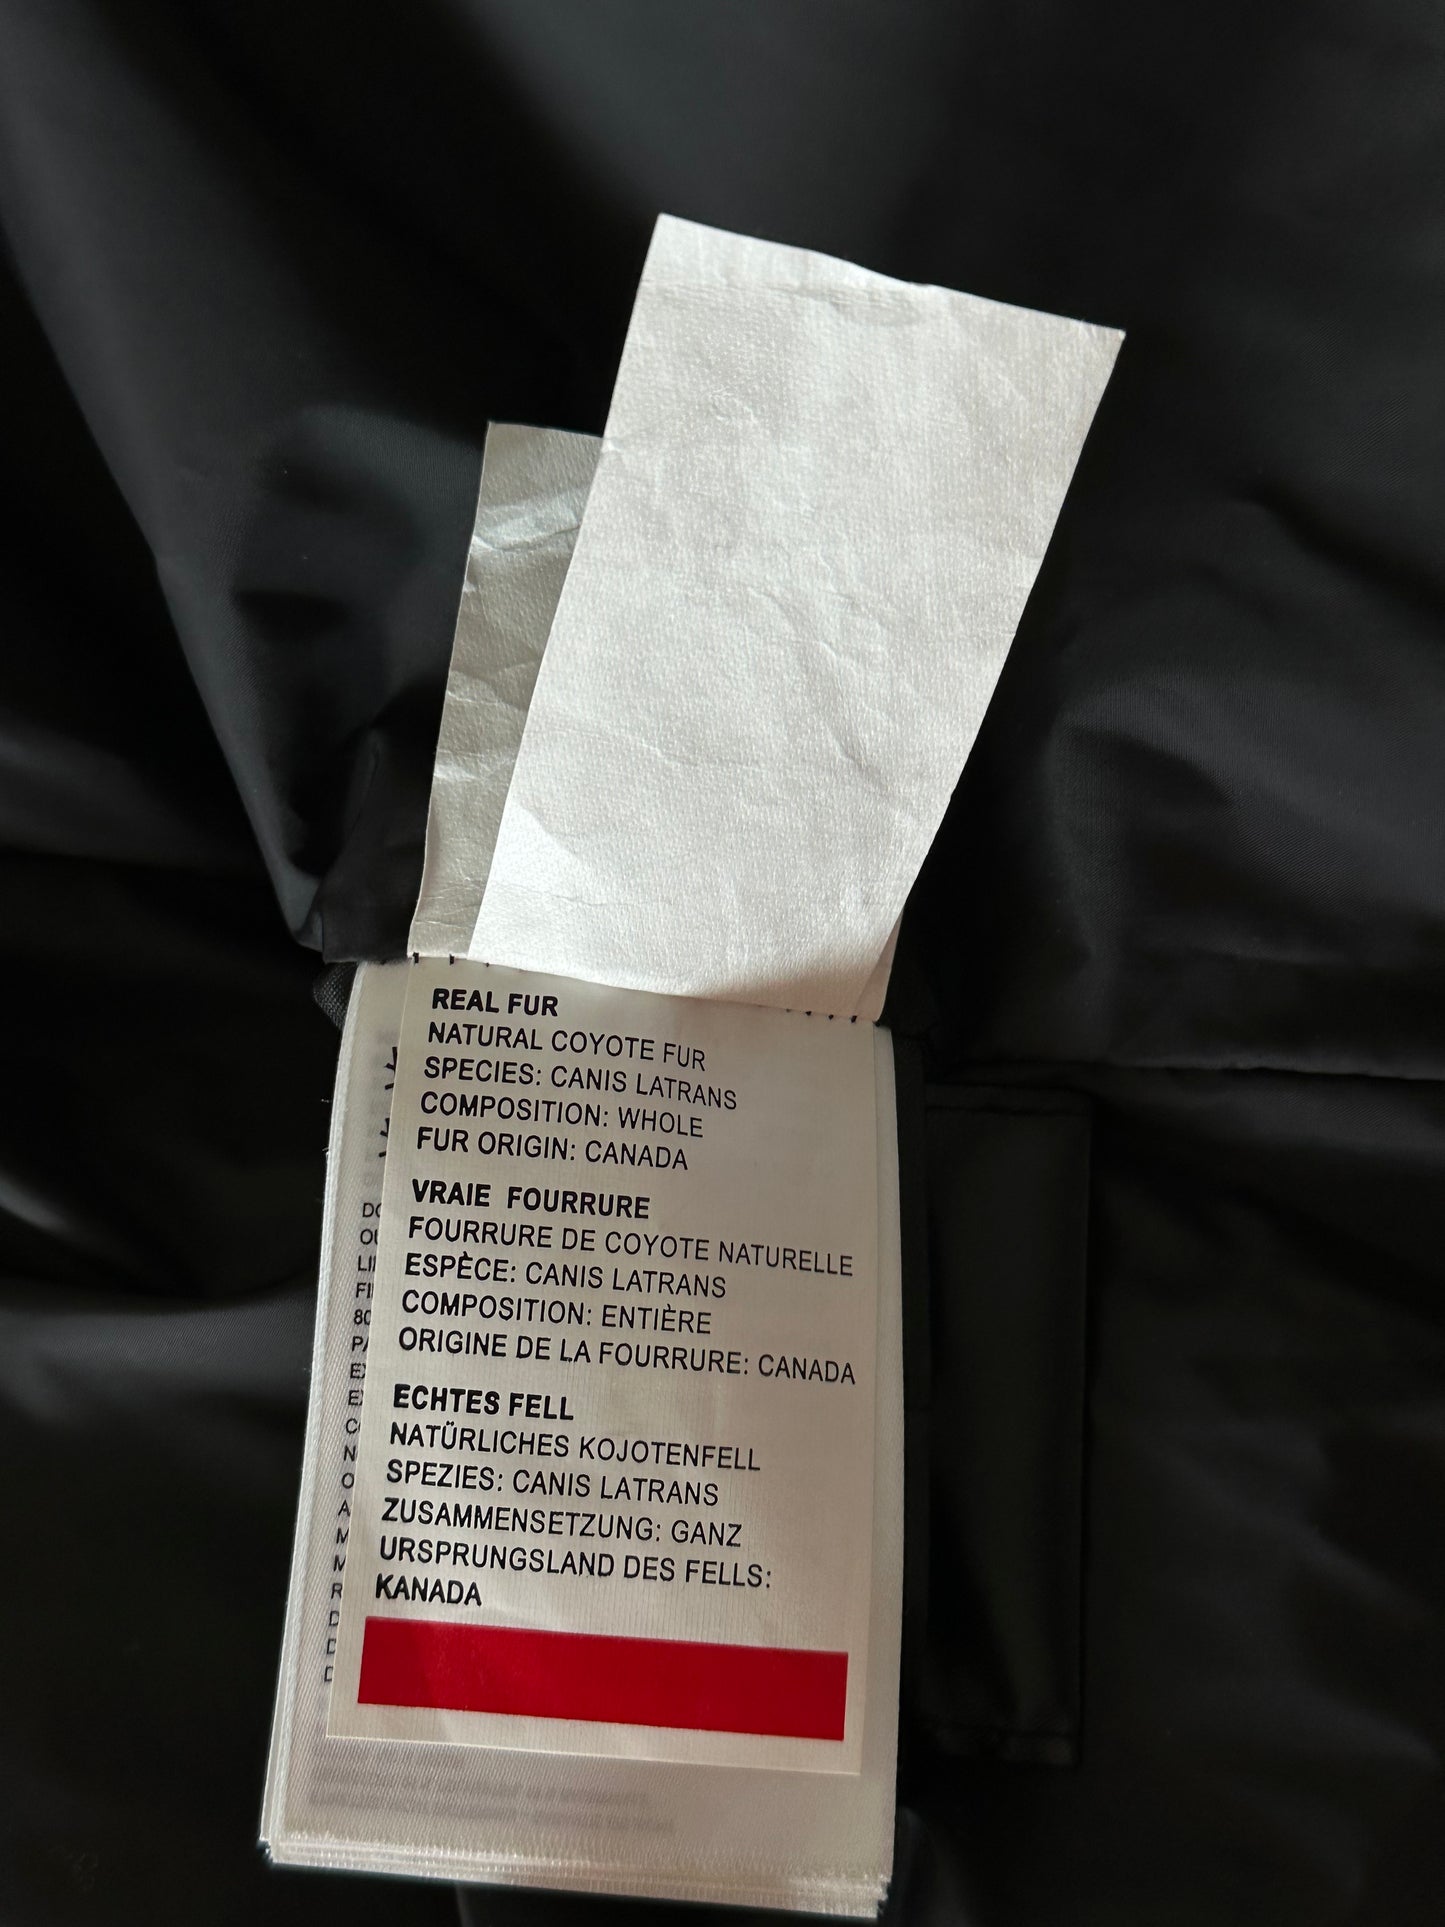 REAL FUR
NATURAL COYOTE FUR
SPECIES: CANIS LATRANS
COMPOSITION: WHOLE
FUR ORIGIN: CANADA
VRAIE FOURRURE
FOURRURE DE COYOTE NATURELLE
ESPÈCE: CANIS LATRANS
COMPOSITION: ENTIÈRE
ORIGINE DE LA FOURRURE: CANADA
ECHTES FELL
NATÜRLICHES KOJOTENFELL
SPEZIES: CANIS LATRANS
ZUSAMMENSETZUNG: GANZ
URSPRUNGSLAND DES FELLS:
KANADA